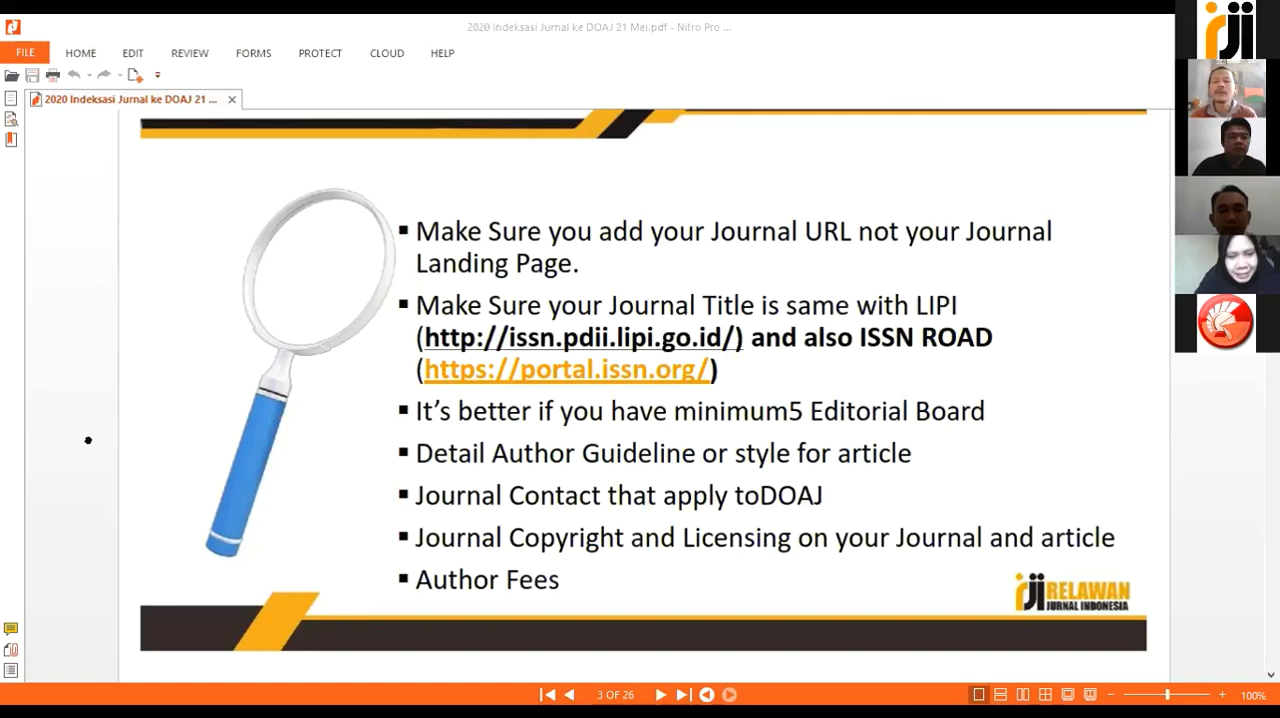 2020 Indeksasi Jurnal ke DOAJ 21 Mei.pdf - Nitro Pro ...
FILE HOME EDIT REVIEW FORMS PROTECT CLOUD HELP
2020 Indeksasi Jurnal ke DOAJ 21 ...
rji
Make Sure you add your Journal URL not your Journal
Landing Page.
Make Sure your Journal Title is same with LIPI
(http://issn.pdii.lipi.go.id/) and also ISSN ROAD
(https://portal.issn.org/)
It’s better if you have minimum5 Editorial Board
Detail Author Guideline or style for article
Journal Contact that apply toDOAJ
Journal Copyright and Licensing on your Journal and article
Author Fees
rji RELAWAN
JURNAL INDONESIA
3 OF 26
100%